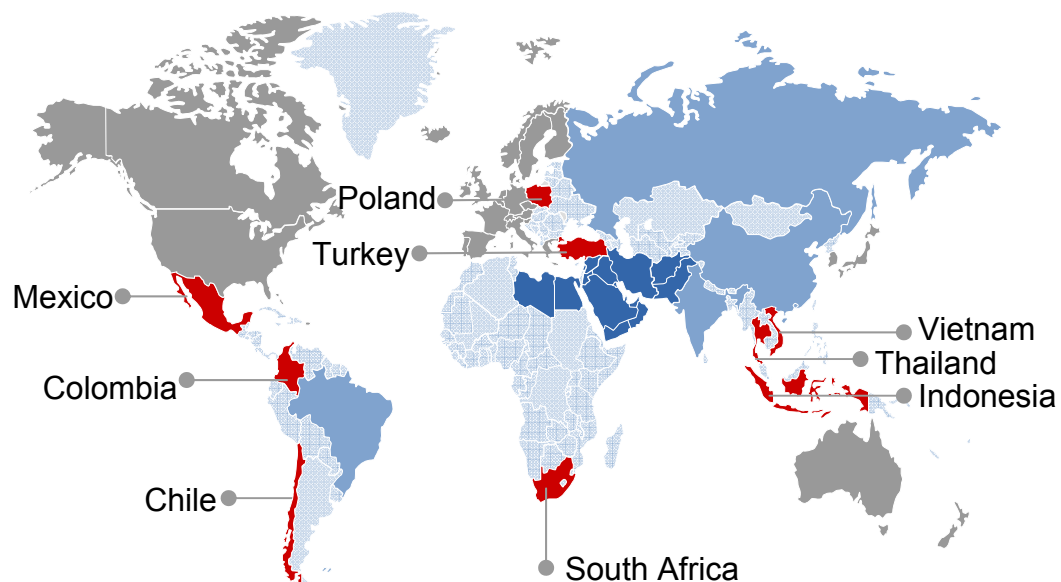 Poland
Turkey
Mexico
Vietnam
Thailand
Colombia
Indonesia
Chile
South Africa